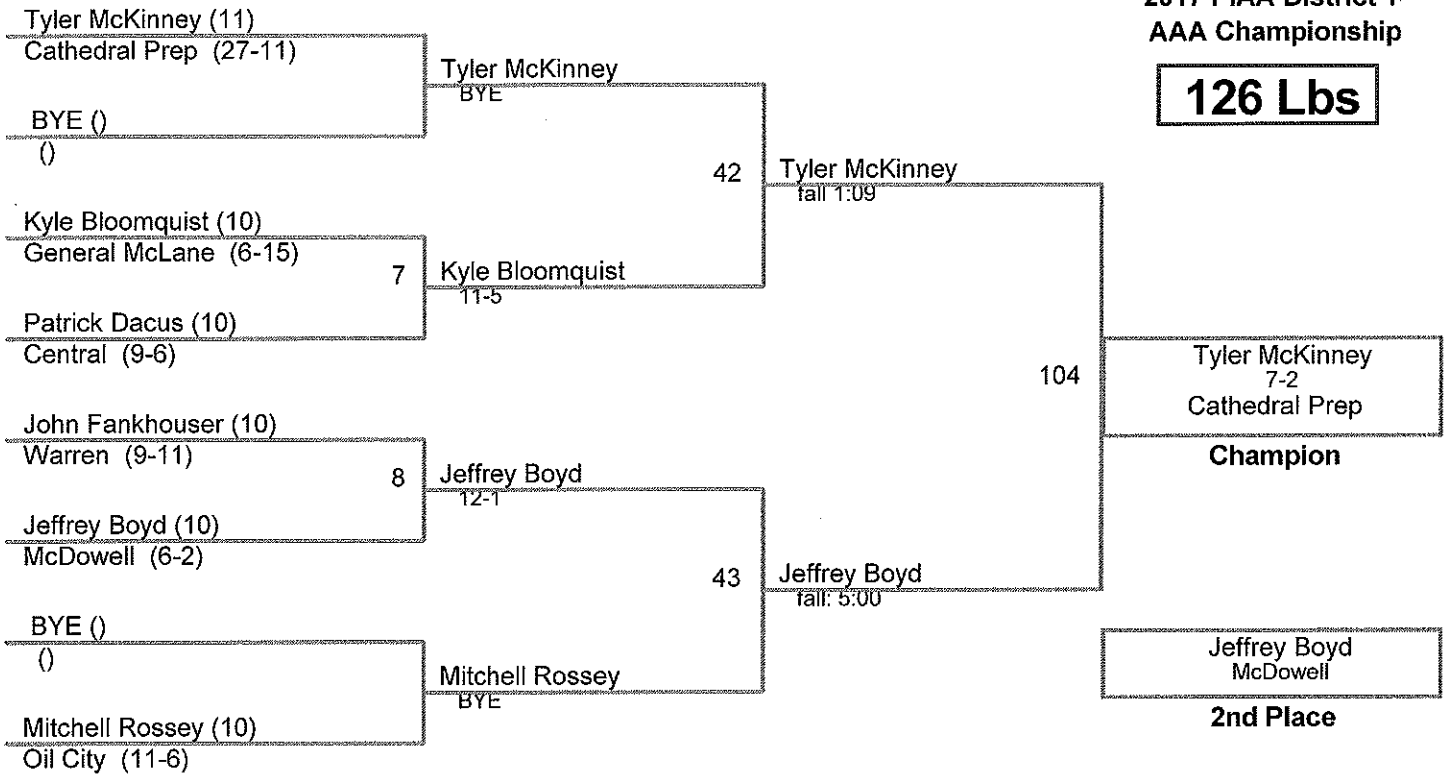 2017 PIAA District
AAA Championship
126 Lbs
Tyler McKinney (11)
Cathedral Prep (27-11)
BYE ()
()
Kyle Bloomquist (10)
General McLane (6-15)
Patrick Dacus (10)
Central (9-6)
John Fankhouser (10)
Warren (9-11)
Jeffrey Boyd (10)
McDowell (6-2)
BYE ()
()
Mitchell Rossey (10)
Oil City (11-6)
Tyler McKinney
BYE
7
Kyle Bloomquist
11-5
8
Jeffrey Boyd
12-1
Mitchell Rossey
BYE
42
Tyler McKinney
fall 1:09
43
Jeffrey Boyd
fall: 5:00
104
Tyler McKinney
7-2
Cathedral Prep
Champion
Jeffrey Boyd
McDowell
2nd Place